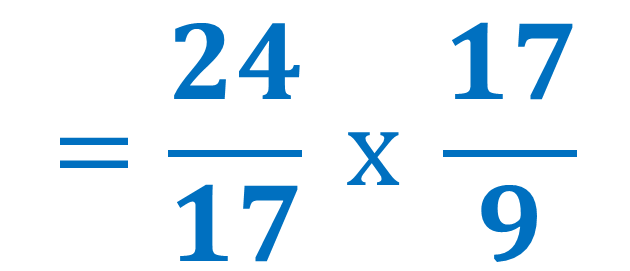 = 24/17 x 17/9